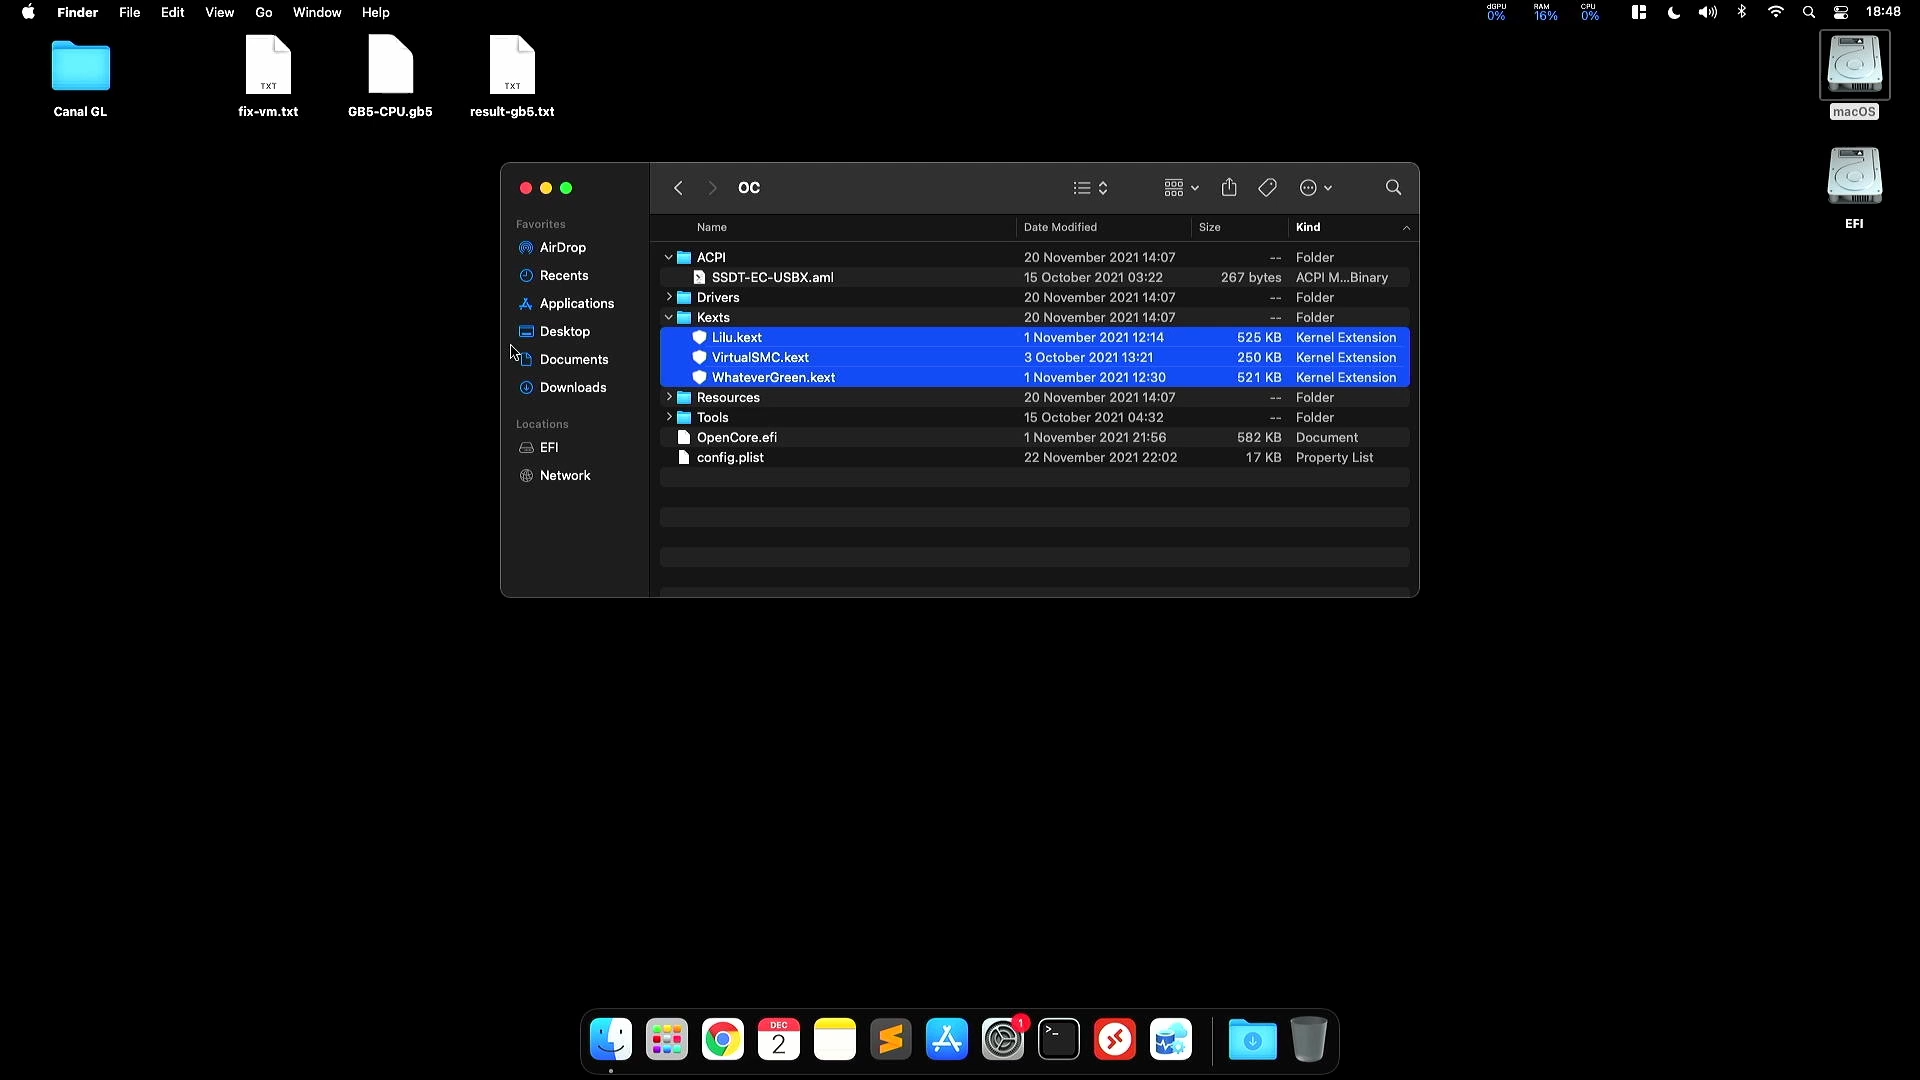 Finder File Edit View Go Window Help
dGPU 0% RAM 16% CPU 0% 18:48
TXT TXT
Canal GL fix-vm.txt GB5-CPU.gb5 result-gb5.txt macOS
EFI
OC
Favorites
AirDrop
Recents
Applications
Desktop
Documents
Downloads
Locations
EFI
Network
Name Date Modified Size Kind
ACPI 20 November 2021 14:07 -- Folder
SSDT-EC-USBX.aml 15 October 2021 03:22 267 bytes ACPI M...Binary
Drivers 20 November 2021 14:07 -- Folder
Kexts 20 November 2021 14:07 -- Folder
Lilu.kext 1 November 2021 12:14 525 KB Kernel Extension
VirtualSMC.kext 3 October 2021 13:21 250 KB Kernel Extension
WhateverGreen.kext 1 November 2021 12:30 521 KB Kernel Extension
Resources 20 November 2021 14:07 -- Folder
Tools 15 October 2021 04:32 -- Folder
OpenCore.efi 1 November 2021 21:56 582 KB Document
config.plist 22 November 2021 22:02 17 KB Property List
DEC
2
1
>_